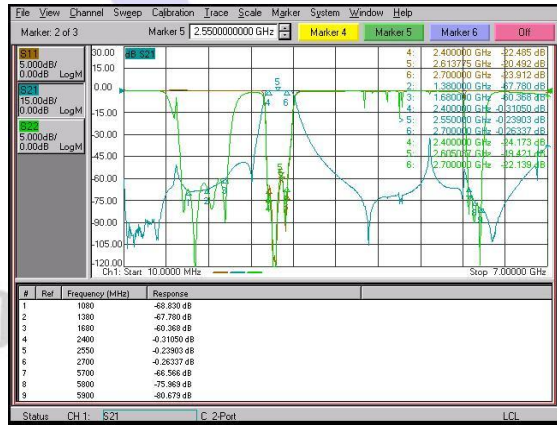 File View Channel Sweep Calibration Trace Scale Marker System Window Help
Marker: 2 of 3 Marker 5 2.5500000000 GHz Marker 4 Marker 5 Marker 6 Off
S11
5.000dB/
0.00dB LogM
S21
15.00dB/
0.00dB LogM
S22
5.000dB/
0.00dB LogM
30.00 dB S21
15.00
0.00
-15.00
-30.00
-45.00
-60.00
-75.00
-90.00
-105.00
-120.00
4: 2.400000 GHz -22.485 dB
5: 2.613775 GHz -20.492 dB
6: 2.700000 GHz -23.912 dB
2: 1.380000 GHz -67.780 dB
3: 1.680000 GHz -60.368 dB
4: 2.400000 GHz -0.31050 dB
5: 2.550000 GHz -0.23903 dB
6: 2.700000 GHz -0.26337 dB
4: 2.400000 GHz -24.173 dB
5: 2.605087 GHz -19.421 dB
6: 2.700000 GHz -22.139 dB
Ch1: Start 10.0000 MHz Stop 7.00000 GHz
# Ref Frequency (MHz) Response
1 1080 -68.830 dB
2 1380 -67.780 dB
3 1680 -60.368 dB
4 2400 -0.31050 dB
5 2550 -0.23903 dB
6 2700 -0.26337 dB
7 5700 -66.566 dB
8 5800 -75.969 dB
9 5900 -80.679 dB
Status CH 1: S21 C 2-Port LCL